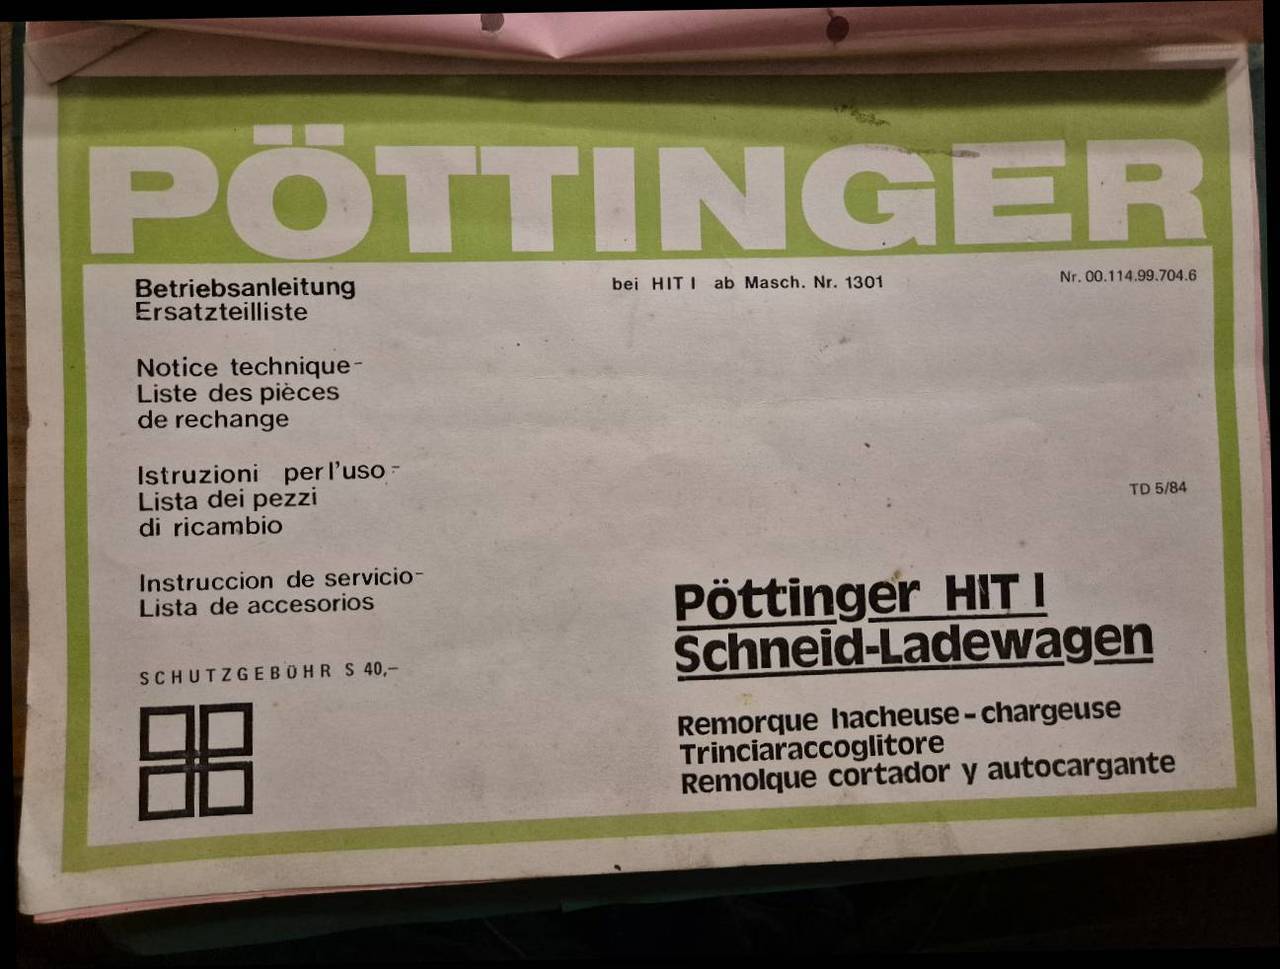 PÖTTINGER
Betriebsanleitung
Ersatzteilliste
bei HIT I ab Masch. Nr. 1301
Nr. 00.114.99.704.6
Notice technique-
Liste des pièces
de rechange
Istruzioni per l'uso-
Lista dei pezzi
di ricambio
TD 5/84
Instruccion de servicio-
Lista de accesorios
SCHUTZGEBÜHR S 40,—
Pöttinger HIT I
Schneid-Ladewagen
Remorque hacheuse-chargeuse
Trinciaraccoglitore
Remolque cortador y autocargante